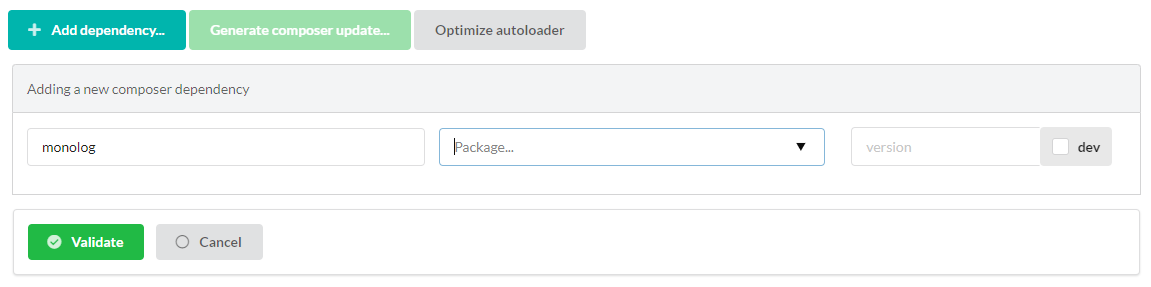 Add dependency... Generate composer update... Optimize autoloader
Adding a new composer dependency
monolog Package... version dev
Validate Cancel